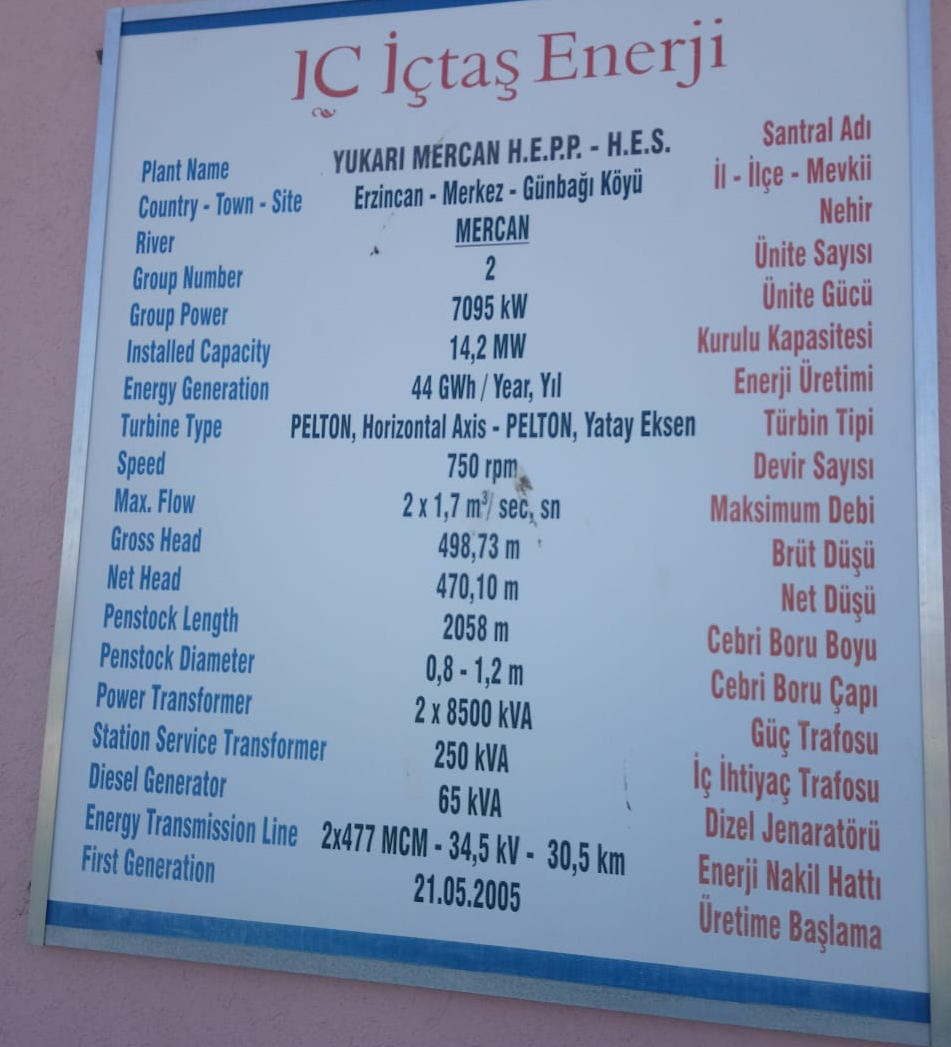 IC İçtaş Enerji
Plant Name YUKARI MERCAN H.E.P.P. - H.E.S. Santral Adı
Country - Town - Site Erzincan - Merkez - Günbağı Köyü İl - İlçe - Mevkii
River MERCAN Nehir
Group Number 2 Ünite Sayısı
Group Power 7095 kW Ünite Gücü
Installed Capacity 14,2 MW Kurulu Kapasitesi
Energy Generation 44 GWh / Year, Yıl Enerji Üretimi
Turbine Type PELTON, Horizontal Axis - PELTON, Yatay Eksen Türbin Tipi
Speed 750 rpm Devir Sayısı
Max. Flow 2 x 1,7 m³/ sec, sn Maksimum Debi
Gross Head 498,73 m Brüt Düşü
Net Head 470,10 m Net Düşü
Penstock Length 2058 m Cebri Boru Boyu
Penstock Diameter 0,8 - 1,2 m Cebri Boru Çapı
Power Transformer 2 x 8500 kVA Güç Trafosu
Station Service Transformer 250 kVA İç İhtiyaç Trafosu
Diesel Generator 65 kVA Dizel Jenaratörü
Energy Transmission Line 2x477 MCM - 34,5 kV - 30,5 km Enerji Nakil Hattı
First Generation 21.05.2005 Üretime Başlama